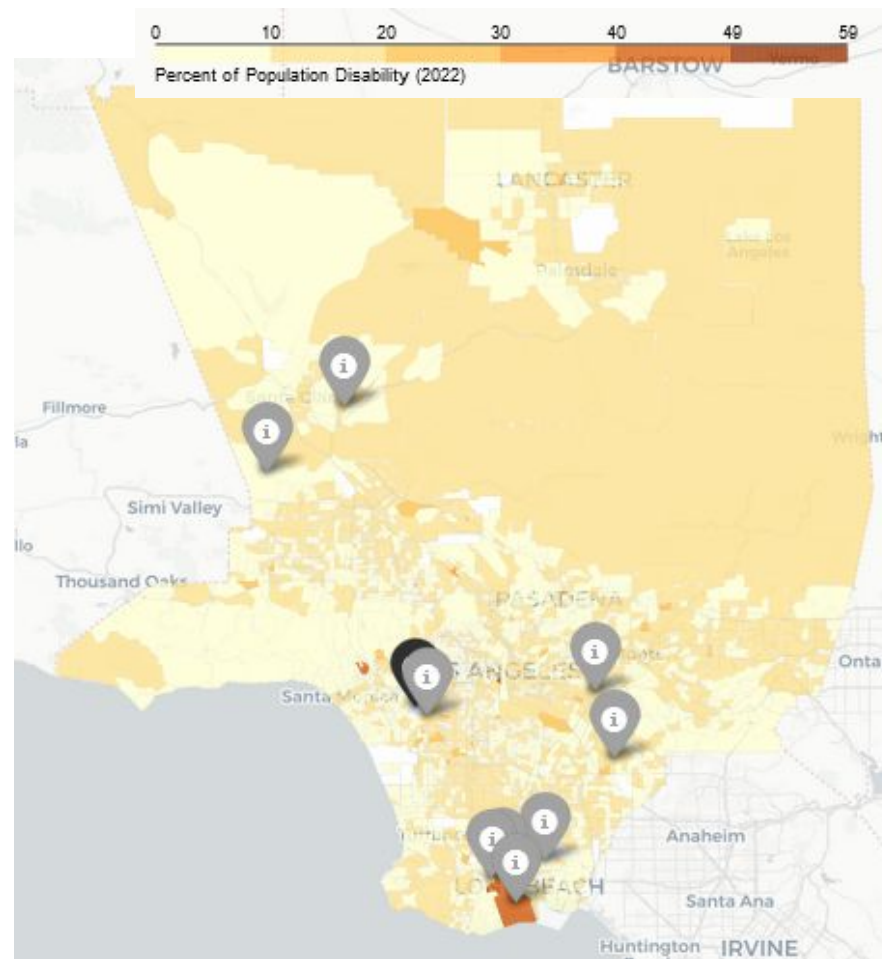 0 10 20 30 40 49 59
Percent of Population Disability (2022)
BARSTOW
LANCASTER
Lake Los
Angeles
Palmdale
Fillmore
Simi Valley
Thousand Oaks
PASADENA
Santa Monica
Anaheim
LONG BEACH
Santa Ana
Huntington
IRVINE